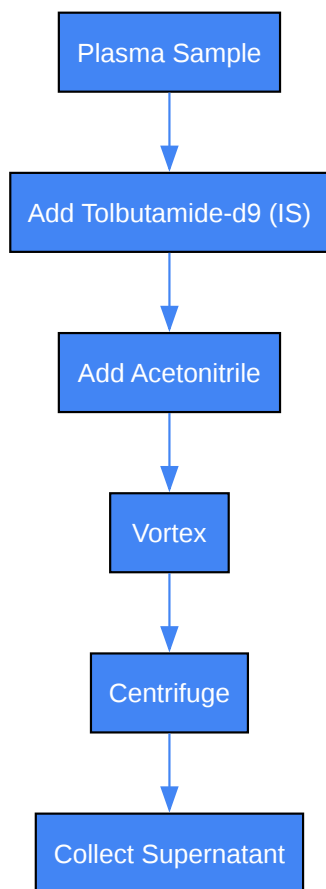 Plasma Sample
Add Tolbutamide-d9 (IS)
Add Acetonitrile
Vortex
Centrifuge
Collect Supernatant